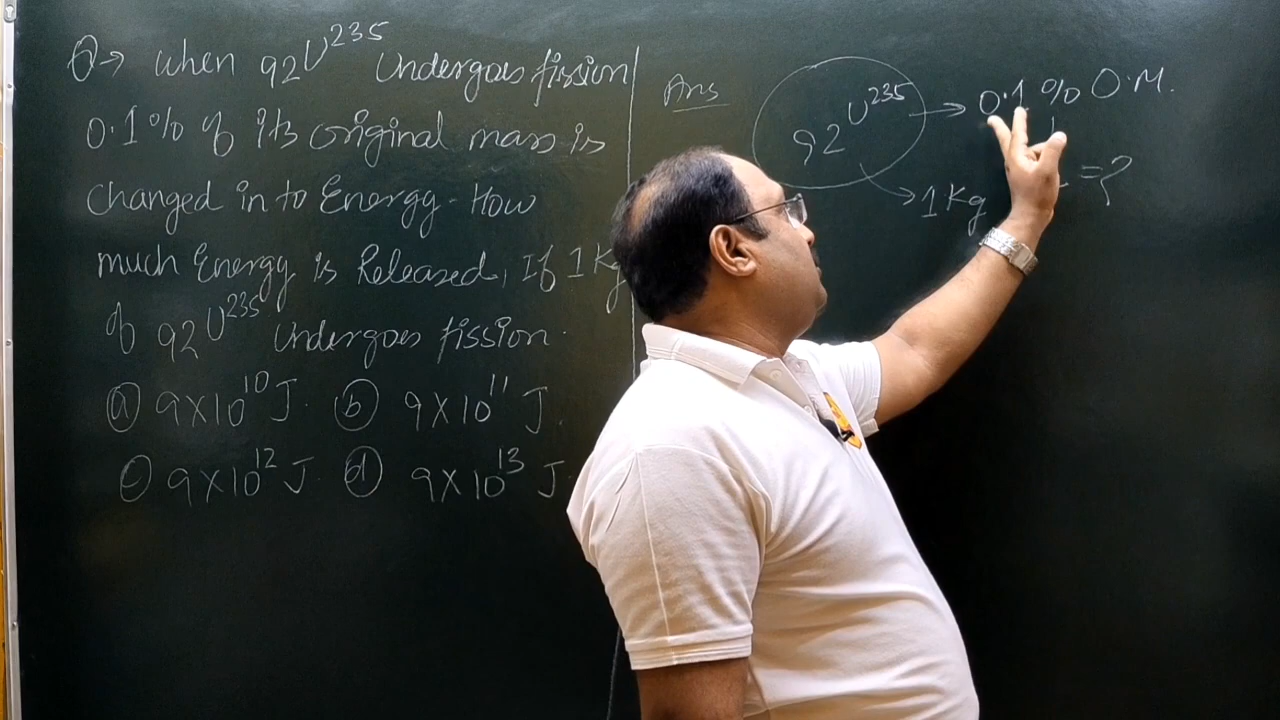 Q→ When 92U235 Undergoes fission
0.1% of its original mass is
Changed in to Energy. How
much Energy is Released, If 1 Kg
of 92U235 Undergoes fission.
(a) 9×10^10 J. (b) 9×10^11 J.
(c) 9×10^12 J. (d) 9×10^13 J.
Ans
92U235 → 0.1% O.M.
→ 1 Kg
=?